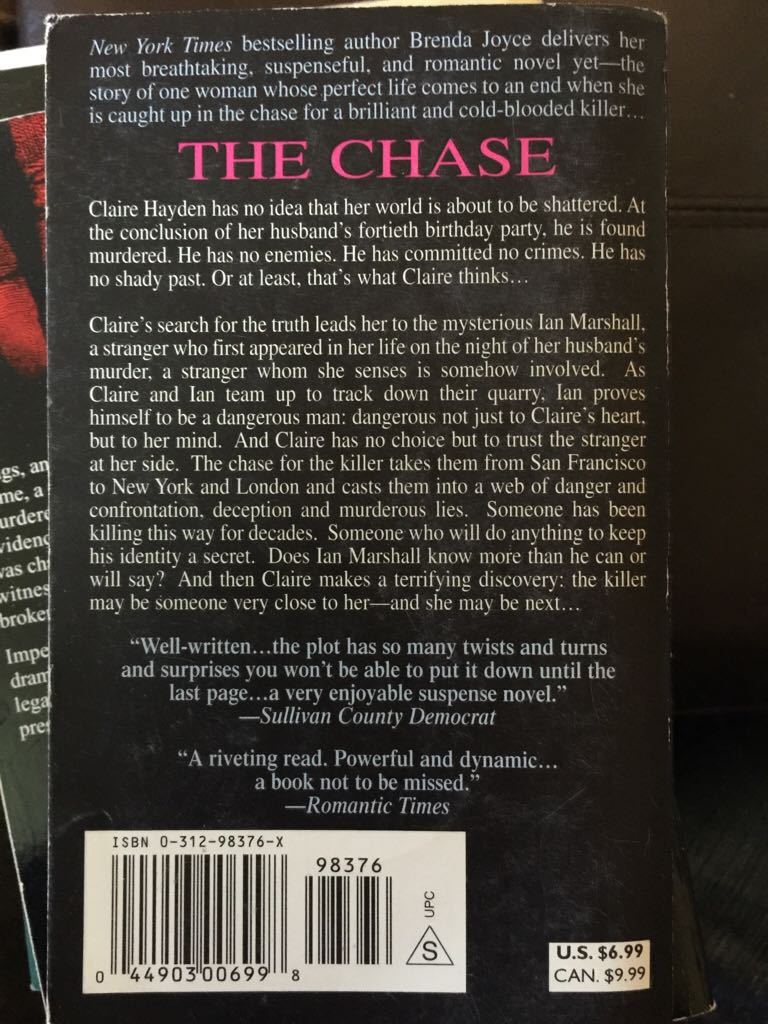 New York Times bestselling author Brenda Joyce delivers her
most breathtaking, suspenseful, and romantic novel yet—the
story of one woman whose perfect life comes to an end when she
is caught up in the chase for a brilliant and cold-blooded killer...
THE CHASE
Claire Hayden has no idea that her world is about to be shattered. At
the conclusion of her husband's fortieth birthday party, he is found
murdered. He has no enemies. He has committed no crimes. He has
no shady past. Or at least, that's what Claire thinks...
Claire's search for the truth leads her to the mysterious Ian Marshall,
a stranger who first appeared in her life on the night of her husband's
murder, a stranger whom she senses is somehow involved. As
Claire and Ian team up to track down their quarry, Ian proves
himself to be a dangerous man: dangerous not just to Claire's heart,
but to her mind. And Claire has no choice but to trust the stranger
at her side. The chase for the killer takes them from San Francisco
to New York and London and casts them into a web of danger and
confrontation, deception and murderous lies. Someone has been
killing this way for decades. Someone who will do anything to keep
his identity a secret. Does Ian Marshall know more than he can or
will say? And then Claire makes a terrifying discovery: the killer
may be someone very close to her—and she may be next...
"Well-written...the plot has so many twists and turns
and surprises you won't be able to put it down until the
last page...a very enjoyable suspense novel."
—Sullivan County Democrat
"A riveting read. Powerful and dynamic...
a book not to be missed."
—Romantic Times
ISBN 0-312-98376-X
98376
UPC
S
0 44903 00699 8
U.S. $6.99
CAN. $9.99
gs, an
me, a
urdere
videnc
vas ch
witnes
broke
Impe
dram
lega
pres